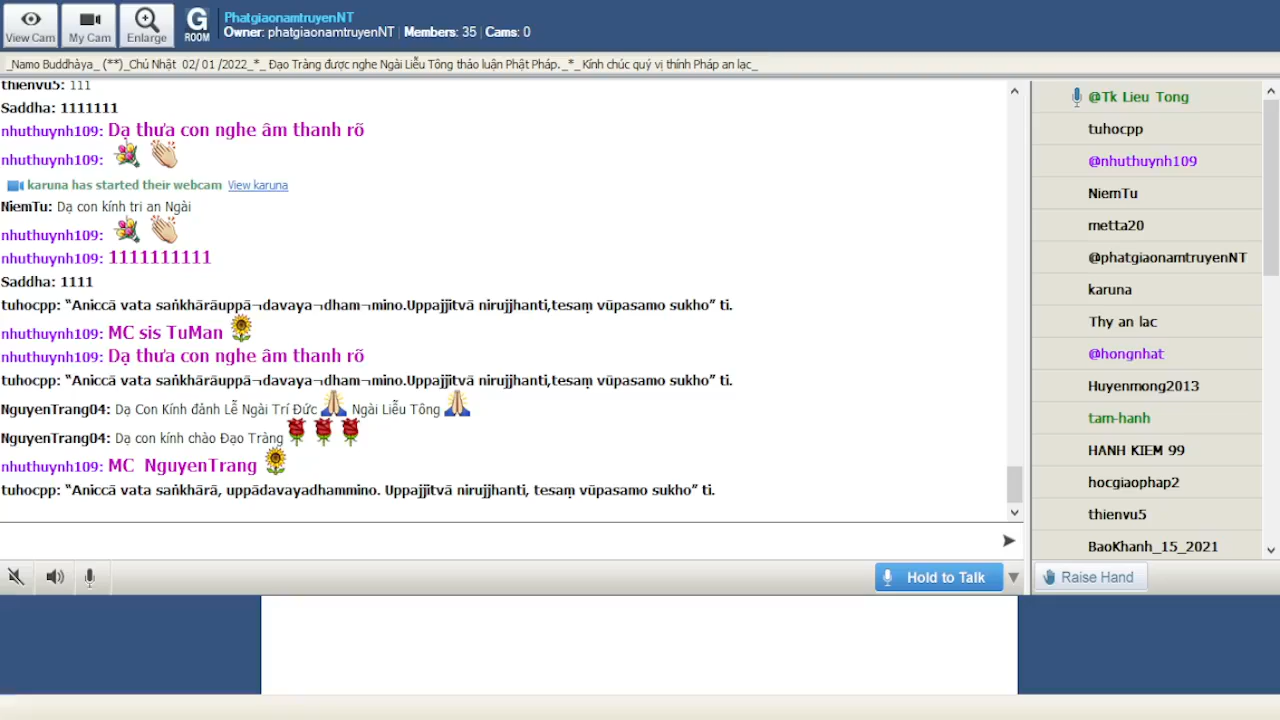 View Cam
My Cam
Enlarge
G
ROOM
PhatgiaonamtruyenNT
Owner: phatgiaonamtruyenNT | Members: 35 | Cams: 0
_Namo Buddhàya_ (**)_Chủ Nhật 02/ 01 /2022_*_ Đạo Tràng được nghe Ngài Liễu Tông thảo luận Phật Pháp._*_ Kính chúc quý vị thính Pháp an lạc_
thienvu5: 111
Saddha: 1111111
nhuthuynh109: Dạ thưa con nghe âm thanh rõ
nhuthuynh109:
karuna has started their webcam View karuna
NiemTu: Dạ con kính tri an Ngài
nhuthuynh109:
nhuthuynh109: 1111111111
Saddha: 1111
tuhocpp: “Aniccā vata saṅkhārāuppā¬davaya¬dham¬mino.Uppajjitvā nirujjhanti,tesaṃ vūpasamo sukho” ti.
nhuthuynh109: MC sis TuMan
nhuthuynh109: Dạ thưa con nghe âm thanh rõ
tuhocpp: “Aniccā vata saṅkhārāuppā¬davaya¬dham¬mino.Uppajjitvā nirujjhanti,tesaṃ vūpasamo sukho” ti.
NguyenTrang04: Dạ Con Kính đảnh Lễ Ngài Trí Đức Ngài Liễu Tông
NguyenTrang04: Dạ con kính chào Đạo Tràng
nhuthuynh109: MC NguyenTrang
tuhocpp: “Aniccā vata saṅkhārā, uppādavayadhammino. Uppajjitvā nirujjhanti, tesaṃ vūpasamo sukho” ti.
@Tk Lieu Tong
tuhocpp
@nhuthuynh109
NiemTu
metta20
@phatgiaonamtruyenNT
karuna
Thy an lac
@hongnhat
Huyenmong2013
tam-hanh
HANH KIEM 99
hocgiaophap2
thienvu5
BaoKhanh_15_2021
Hold to Talk
Raise Hand